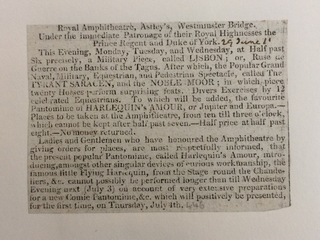 Royal Amphitheatre, Astley's, Westminster Bridge.
Under the immediate Patronage of their Royal Highnesses the
Prince Regent and Duke of York. 29 June
This Evening, Monday, Tuesday, and Wednesday, at Half past
Six precisely, a Military Piece, called LISBON; or, Ruse de
Guerre on the Banks of the Tagus. After which, the Popular Grand
Naval, Military, Equestrian, and Pedestrian Spectacle, called The
TYRANT SARACEN, and the NOBLE MOOR; in which piece
twenty Horses perform surprising feats. Divers Exercises by 12
celebrated Equestrians. To which will be added, the favourite
Pantomime of HARLEQUIN'S AMOUR, or Jupiter and Europa.—
Places to be taken at the Amphitheatre, from ten till three o'clock,
which cannot be kept after half past seven.—Half price at half past
eight.—No money returned.
Ladies and Gentlemen who have honoured the Amphitheatre by
giving orders for places, are most respectfully informed, that
the present popular Pantomime, called Harlequin's Amour, intro-
ducing, amongst other singular devices of curious workmanship, the
famous little Flying Harlequin, from the Stage round the Chande-
liers, &c. cannot possibly be performed longer than till Wednesday
Evening next (July 3) on account of very extensive preparations
for a new Comic Pantomime, &c. which will positively be presented,
for the first time, on Thursday, July 4th.